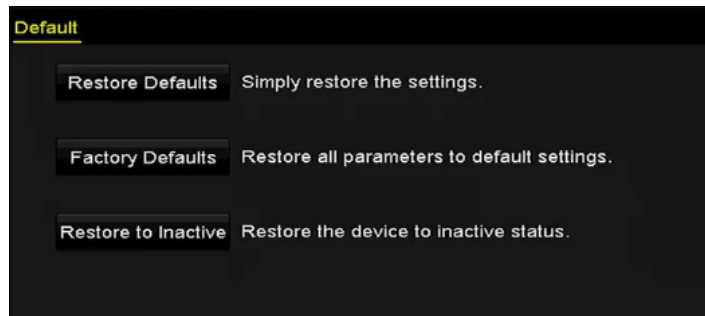 Default
Restore Defaults Simply restore the settings.
Factory Defaults Restore all parameters to default settings.
Restore to Inactive Restore the device to inactive status.